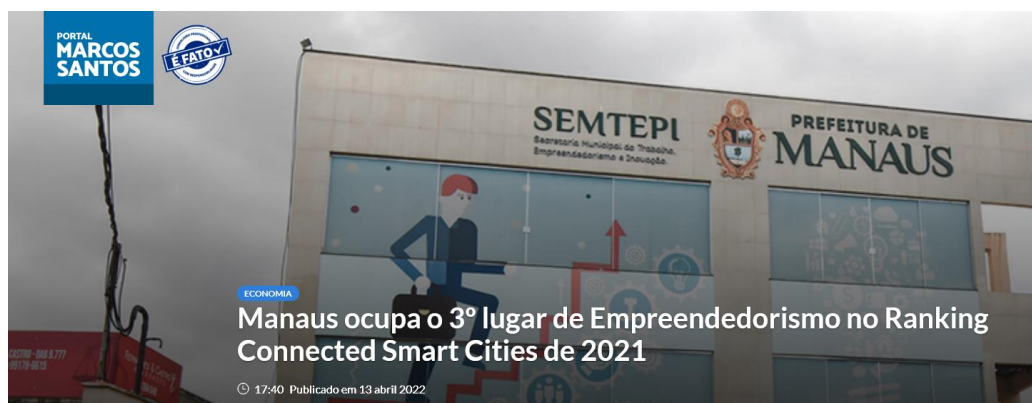 PORTAL
MARCOS
SANTOS
É FATO
SEMTEPI
Secretaria Municipal do Trabalho,
Empreendedorismo e Inovação.
PREFEITURA DE
MANAUS
ECONOMIA
Manaus ocupa o 3º lugar de Empreendedorismo no Ranking
Connected Smart Cities de 2021
17:40 Publicado em 13 abril 2022